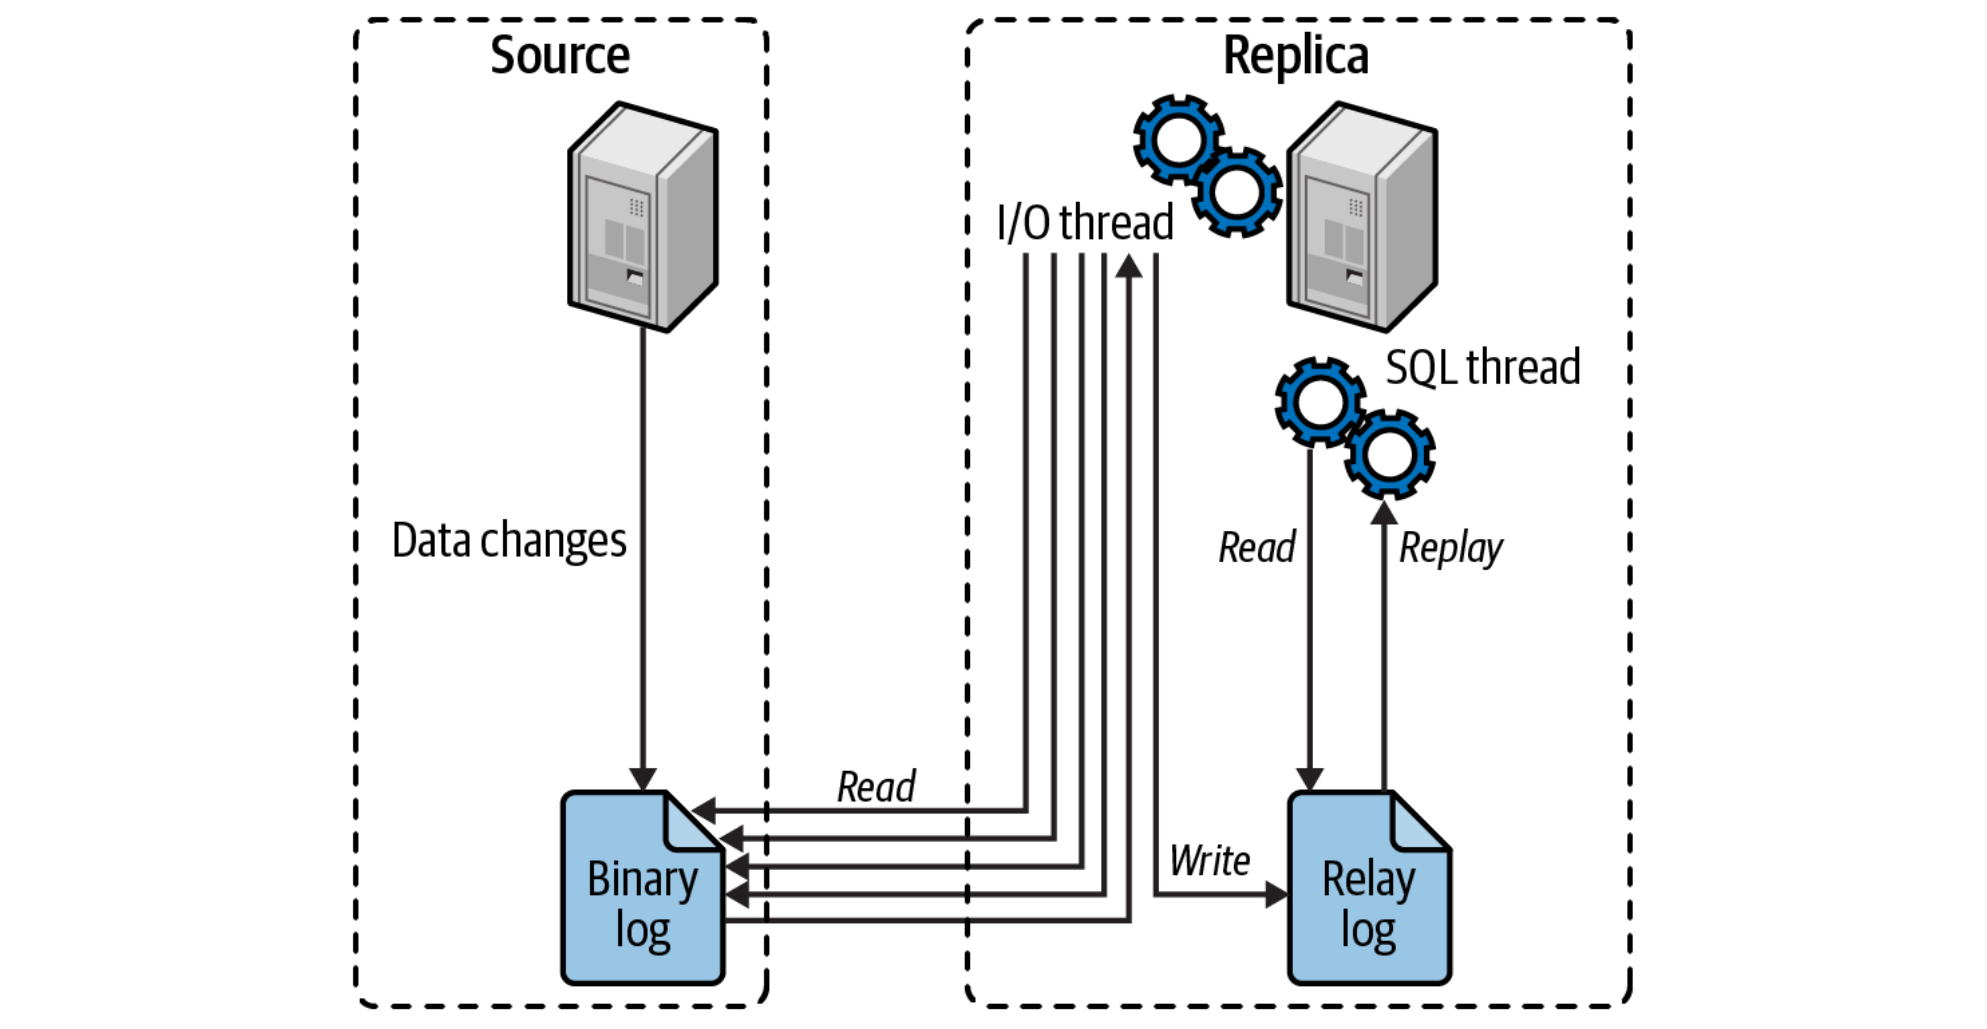 Source
Replica
I/O thread
SQL thread
Data changes
Read
Replay
Read
Write
Binary
log
Relay
log